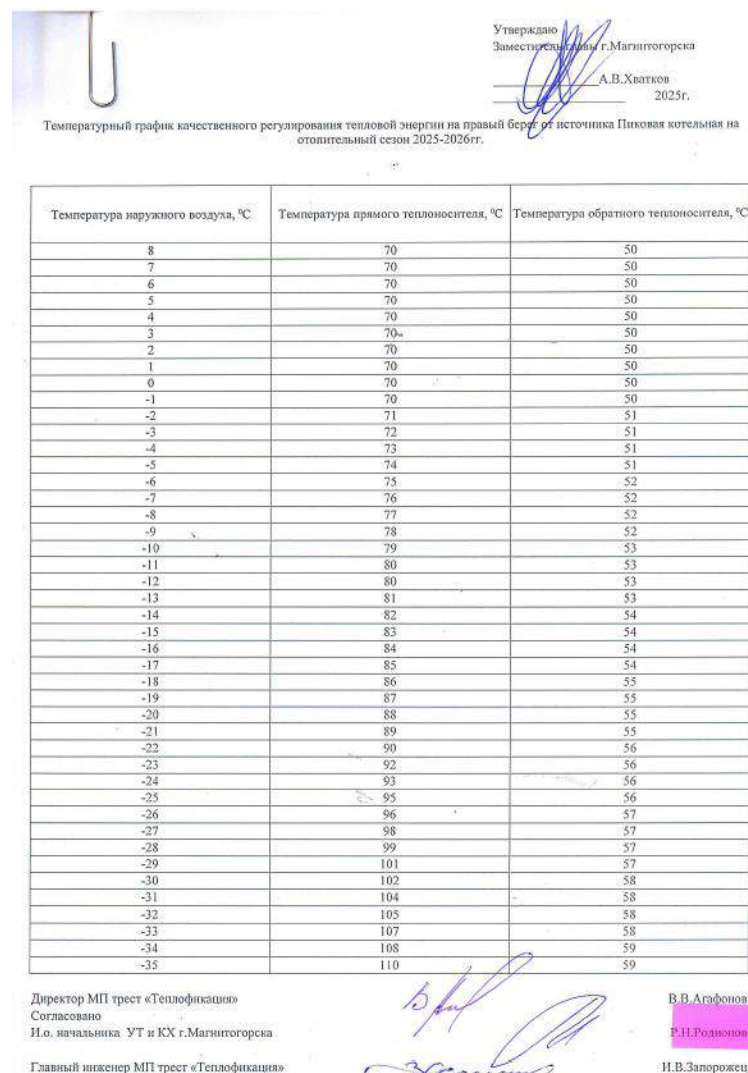 Утверждаю
Заместитель главы г.Магнитогорска
А.В.Хватков
2025г.
Температурный график качественного регулирования тепловой энергии на правый берег от источника Пиковая котельная на
отопительный сезон 2025-2026гг.
Температура наружного воздуха, ⁰С Температура прямого теплоносителя, ⁰С Температура обратного теплоносителя, ⁰С
8 70 50
7 70 50
6 70 50
5 70 50
4 70 50
3 70 50
2 70 50
1 70 50
0 70 50
-1 70 50
-2 71 51
-3 72 51
-4 73 51
-5 74 51
-6 75 52
-7 76 52
-8 77 52
-9 78 52
-10 79 53
-11 80 53
-12 80 53
-13 81 53
-14 82 54
-15 83 54
-16 84 54
-17 85 54
-18 86 55
-19 87 55
-20 88 55
-21 89 55
-22 90 56
-23 92 56
-24 93 56
-25 95 56
-26 96 57
-27 98 57
-28 99 57
-29 101 57
-30 102 58
-31 104 58
-32 105 58
-33 107 58
-34 108 59
-35 110 59
Директор МП трест «Теплофикация» В.В.Агафонов
Согласовано
И.о. начальника УТ и КХ г.Магнитогорска Р.Н.Родионов
Главный инженер МП трест «Теплофикация» И.В.Запорожец